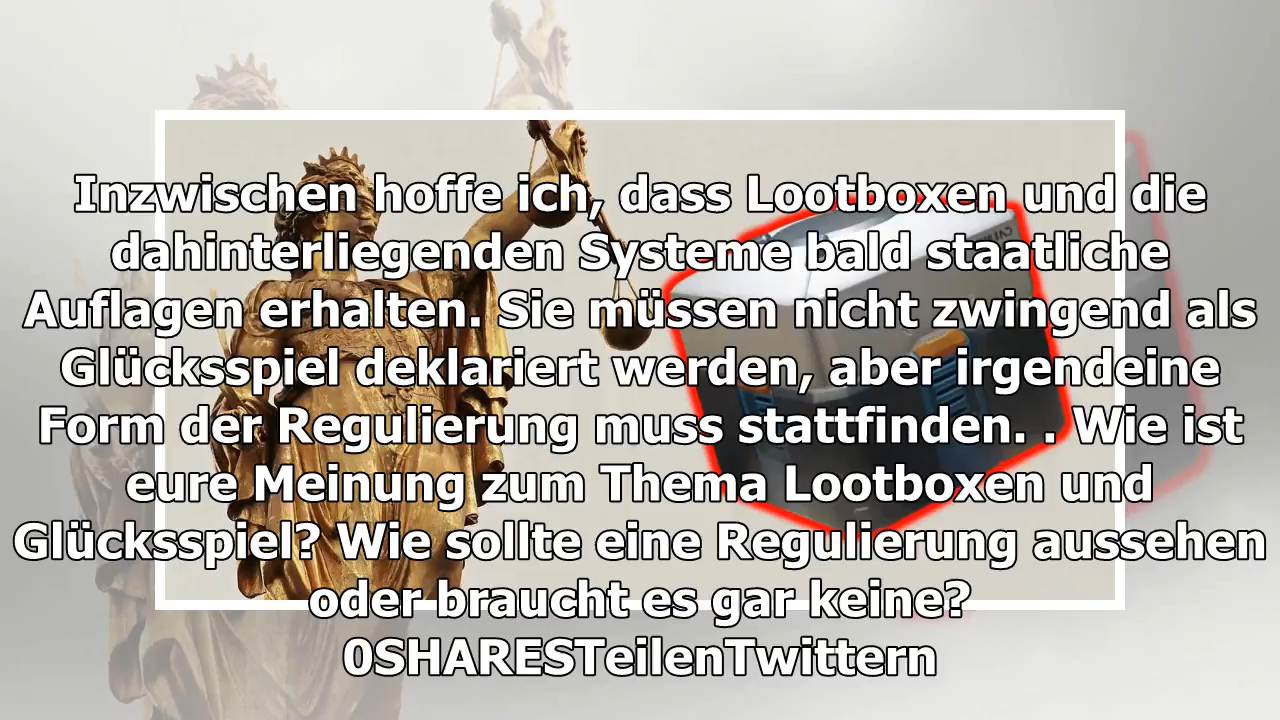 Inzwischen hoffe ich, dass Lootboxen und die
dahinterliegenden Systeme bald staatliche
Auflagen erhalten. Sie müssen nicht zwingend als
Glücksspiel deklariert werden, aber irgendeine
Form der Regulierung muss stattfinden. . Wie ist
eure Meinung zum Thema Lootboxen und
Glücksspiel? Wie sollte eine Regulierung aussehen
oder braucht es gar keine?
0SHARESTeilenTwittern